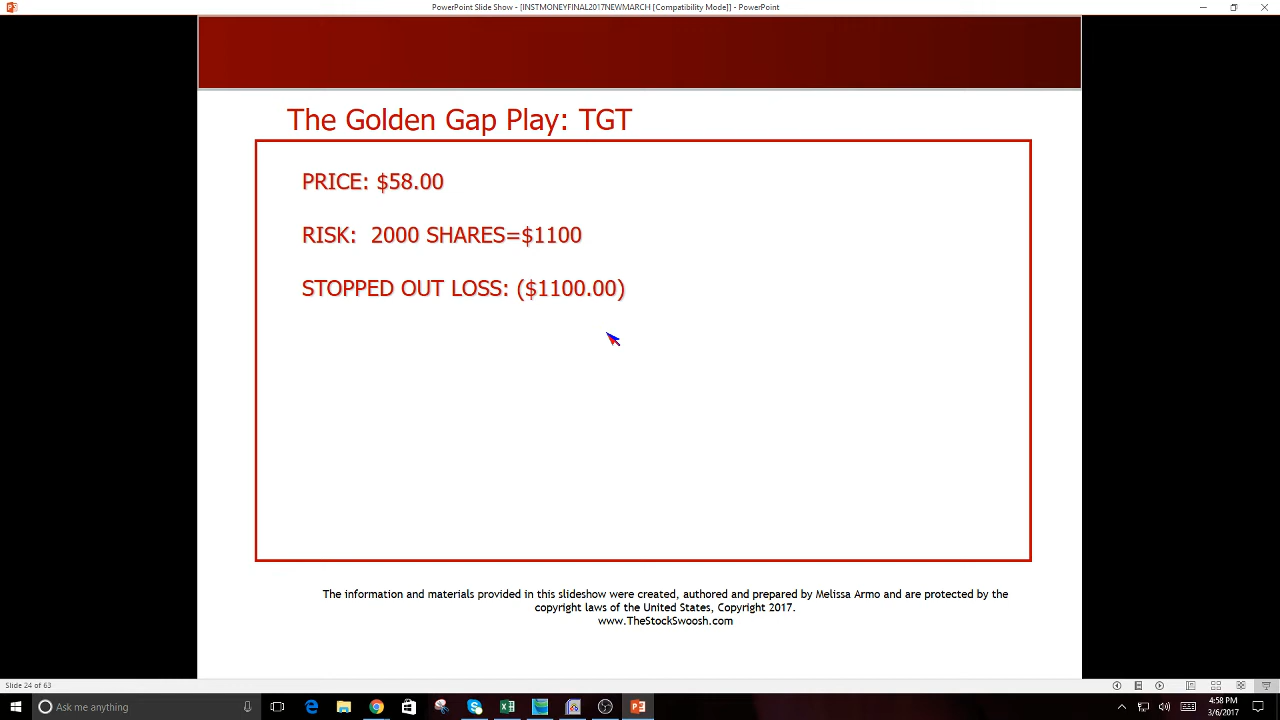 PowerPoint Slide Show - [INSTMONEYFINAL2017NEWMARCH [Compatibility Mode]] - PowerPoint
The Golden Gap Play: TGT
PRICE: $58.00
RISK:  2000 SHARES=$1100
STOPPED OUT LOSS: ($1100.00)
The information and materials provided in this slideshow were created, authored and prepared by Melissa Armo and are protected by the
copyright laws of the United States, Copyright 2017.
www.TheStockSwoosh.com
Slide 24 of 63
Ask me anything
4:58 PM
3/6/2017